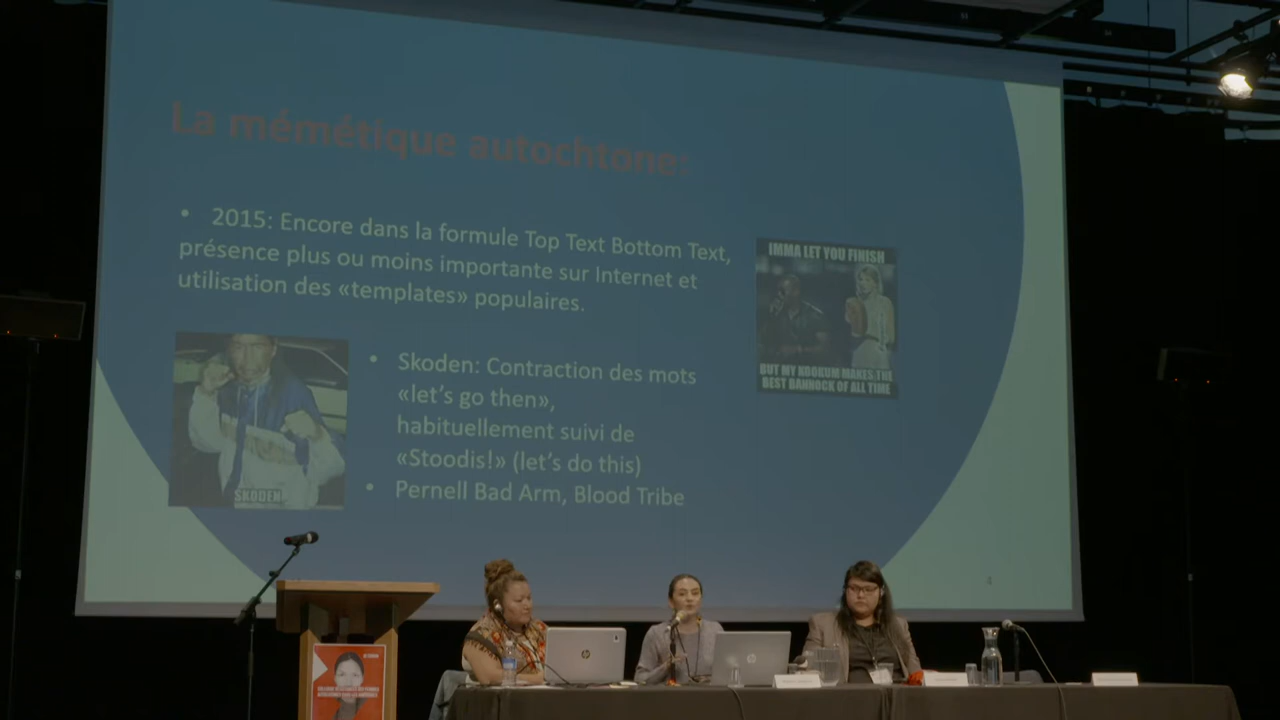 La mémétique autochtone:
• 2015: Encore dans la formule Top Text Bottom Text,
présence plus ou moins importante sur Internet et
utilisation des «templates» populaires.
IMMA LET YOU FINISH
BUT MY KOOKUM MAKES THE
BEST BANNOCK OF ALL TIME
SKODEN
• Skoden: Contraction des mots
«let's go then»,
habituellement suivi de
«Stoodis!» (let's do this)
• Pernell Bad Arm, Blood Tribe
hp
hp